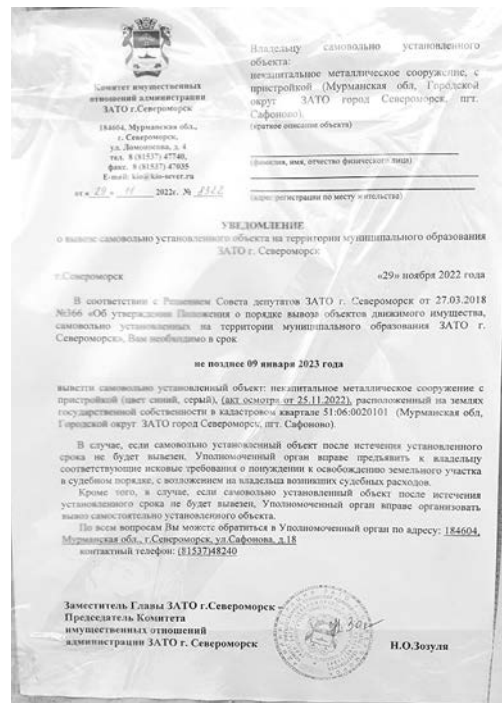 Комитет имущественных
отношений администрации
ЗАТО г.Североморск
184604, Мурманская обл.,
г. Североморск,
ул. Ломоносова, д. 4
тел. 8 (81537) 47740,
факс. 8 (81537) 47035
E-mail: kio@kio-sever.ru
от « 29 » 11 2022г. №
Владельцу самовольно установленного
объекта:
некапитальное металлическое сооружение, с
пристройкой (Мурманская обл, Городской
округ ЗАТО город Североморск, пгт.
Сафоново).
(краткое описание объекта)
(фамилия, имя, отчество физического лица)
(адрес регистрации по месту жительства)
УВЕДОМЛЕНИЕ
о вывозе самовольно установленного объекта на территории муниципального образования
ЗАТО г. Североморск
г.Североморск «29» ноября 2022 года
В соответствии с Решением Совета депутатов ЗАТО г. Североморск от 27.03.2018
№366 «Об утверждении Положения о порядке вывоза объектов движимого имущества,
самовольно установленных на территории муниципального образования ЗАТО г.
Североморск», Вам необходимо в срок
не позднее 09 января 2023 года
вывезти самовольно установленный объект: некапитальное металлическое сооружение с
пристройкой (цвет синий, серый), (акт осмотра от 25.11.2022), расположенный на землях
государственной собственности в кадастровом квартале 51:06:0020101 (Мурманская обл,
Городской округ ЗАТО город Североморск, пгт. Сафоново).
В случае, если самовольно установленный объект после истечения установленного
срока не будет вывезен, Уполномоченный орган вправе предъявить к владельцу
соответствующие исковые требования о понуждении к освобождению земельного участка
в судебном порядке, с возложением на владельца возникших судебных расходов.
Кроме того, в случае, если самовольно установленный объект после истечения
установленного срока не будет вывезен, Уполномоченный орган вправе организовать
вывоз самостоятельно установленного объекта.
По всем вопросам Вы можете обратиться в Уполномоченный орган по адресу: 184604,
Мурманская обл., г.Североморск, ул.Сафонова, д.18
контактный телефон: (81537)48240
Заместитель Главы ЗАТО г.Североморск –
Председатель Комитета
имущественных отношений
администрации ЗАТО г. Североморск Н.О.Зозуля